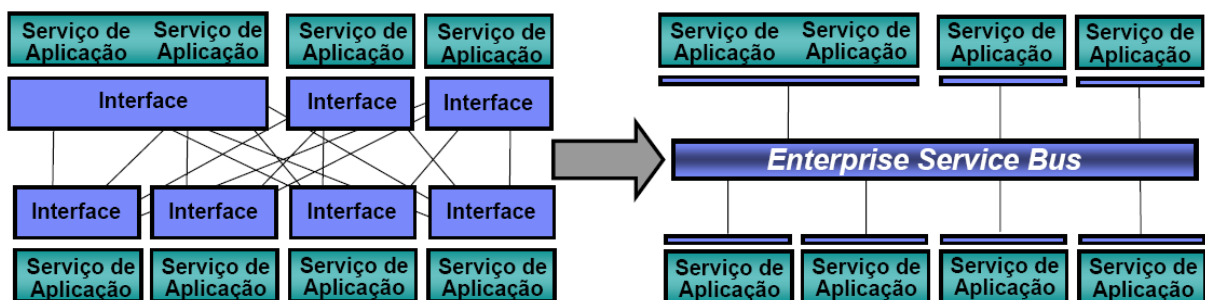 Serviço de Aplicação
Serviço de Aplicação
Serviço de Aplicação
Serviço de Aplicação
Interface
Interface
Interface
Interface
Interface
Interface
Interface
Serviço de Aplicação
Serviço de Aplicação
Serviço de Aplicação
Serviço de Aplicação
Serviço de Aplicação
Serviço de Aplicação
Serviço de Aplicação
Serviço de Aplicação
Enterprise Service Bus
Serviço de Aplicação
Serviço de Aplicação
Serviço de Aplicação
Serviço de Aplicação